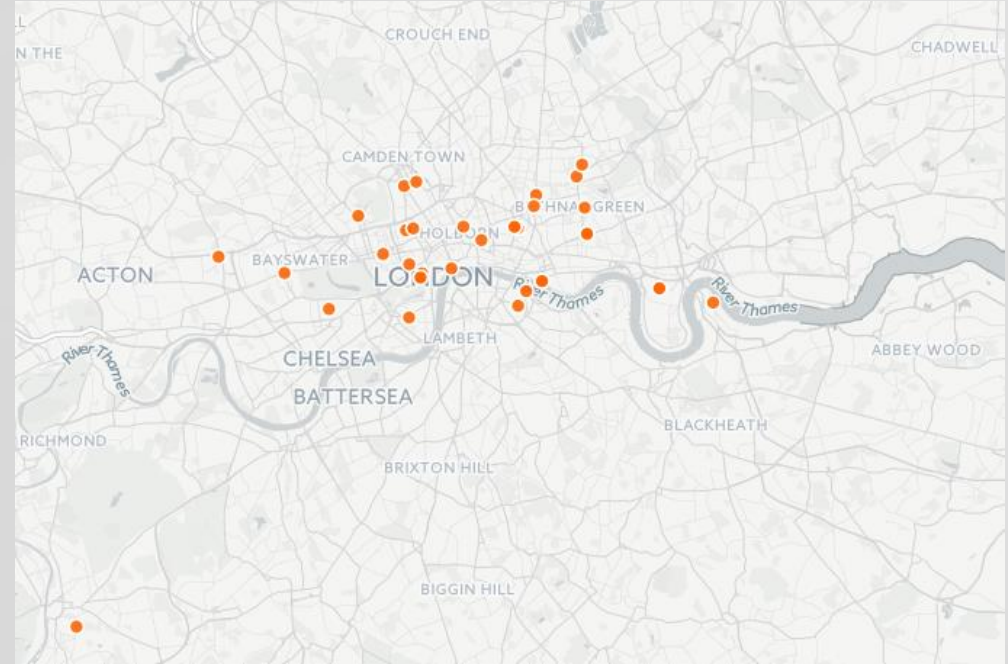 CROUCH END
L
N THE
CHADWELL
CAMDEN TOWN
B THNAL GREEN
HOLBORN
BAYSWATER
ACTON
LONDON
River Thames
River Thames
LAMBETH
River Thames
CHELSEA
ABBEY WOOD
BATTERSEA
BLACKHEATH
RICHMOND
BRIXTON HILL
BIGGIN HILL